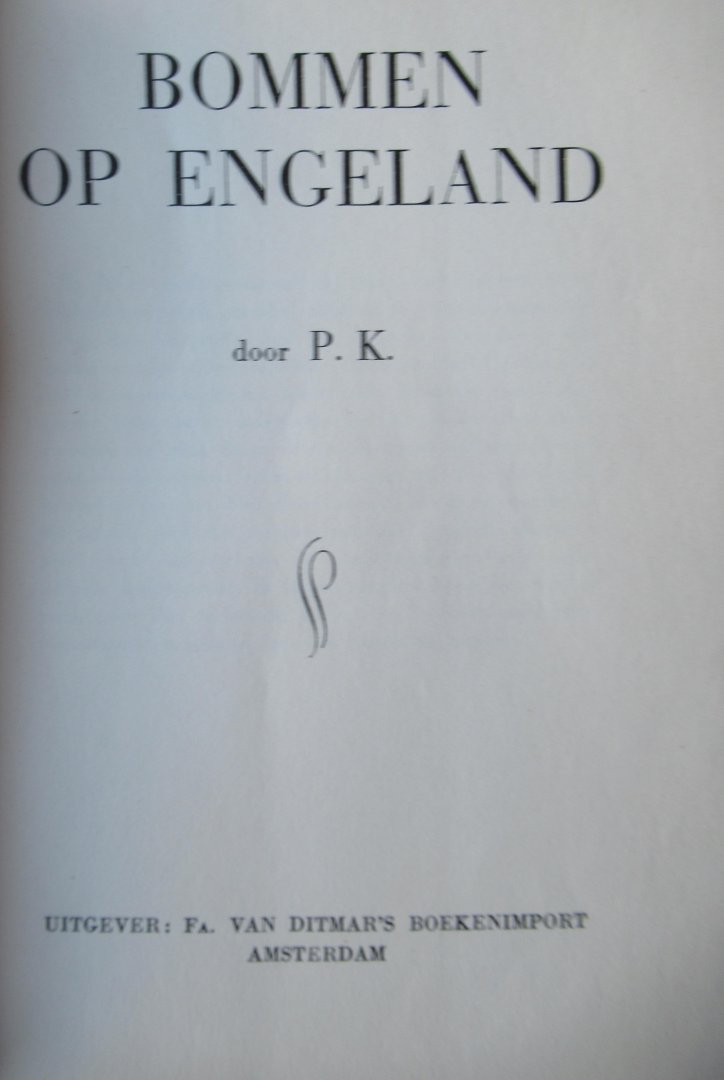 BOMMEN
OP ENGELAND
door P. K.
UITGEVER: FA. VAN DITMAR'S BOEKENIMPORT
AMSTERDAM